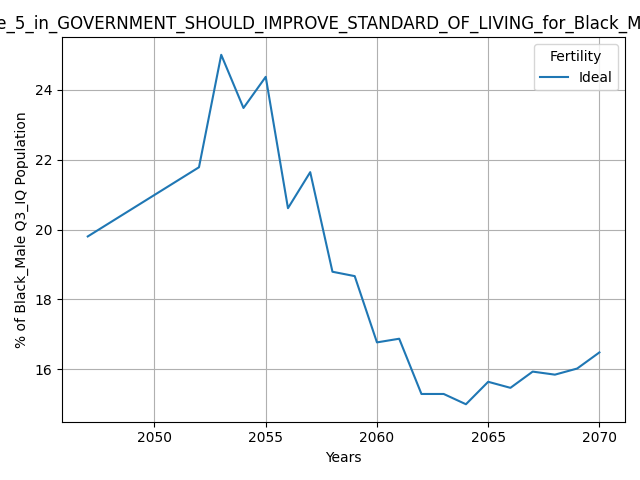 e_5_in_GOVERNMENT_SHOULD_IMPROVE_STANDARD_OF_LIVING_for_Black_M
Fertility
Ideal
% of Black_Male Q3_IQ Population
24
22
20
18
16
2050 2055 2060 2065 2070
Years